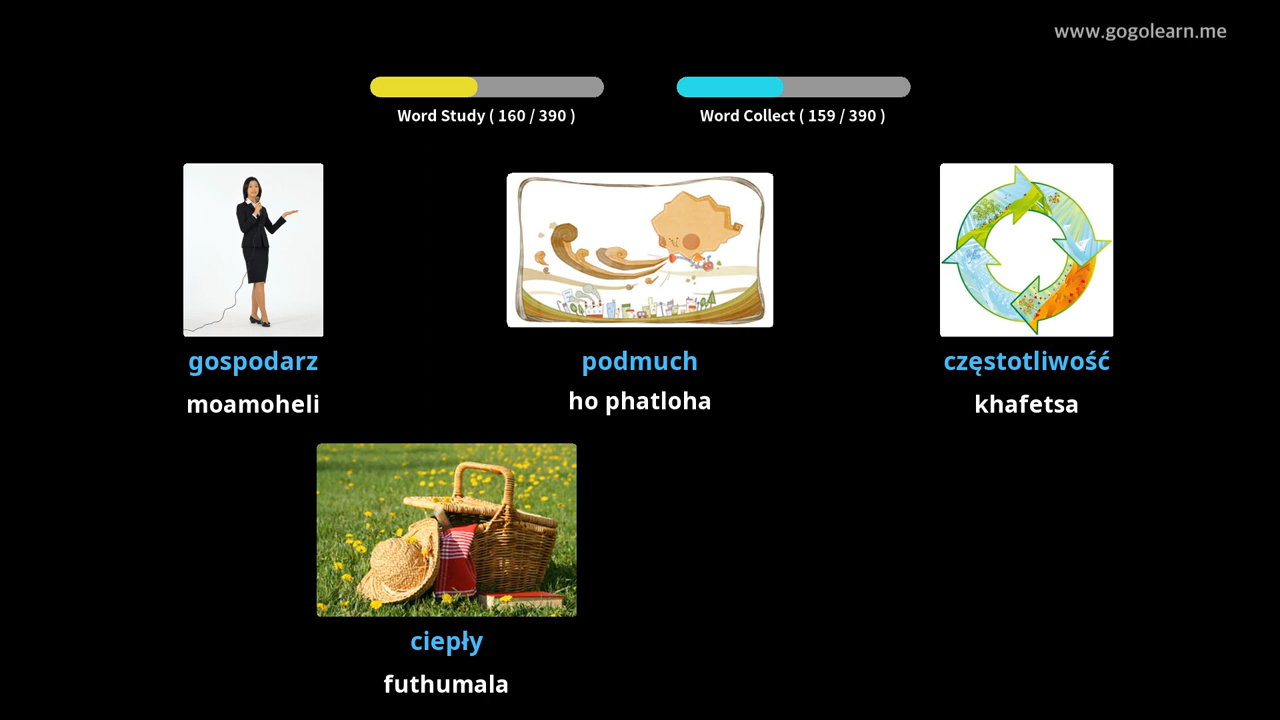 www.gogolearn.me
Word Study ( 160 / 390 )
Word Collect ( 159 / 390 )
gospodarz
moamoheli
podmuch
ho phatloha
częstotliwość
khafetsa
ciepły
futhumala